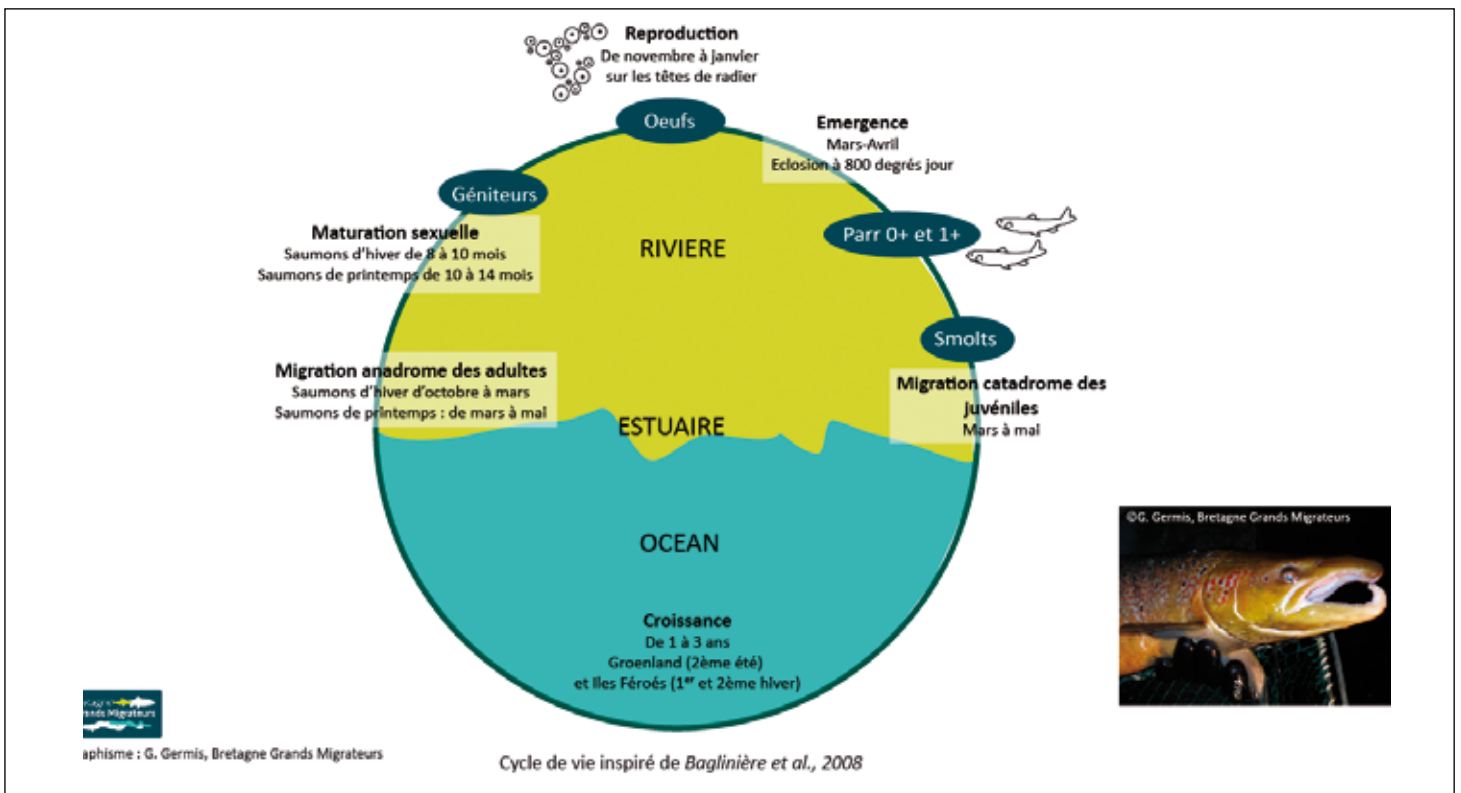 Reproduction
De novembre à janvier
sur les têtes de radier
Oeufs
Emergence
Mars-Avril
Eclosion à 800 degrés jour
Géniteurs
Maturation sexuelle
Saumons d'hiver de 8 à 10 mois
Saumons de printemps de 10 à 14 mois
RIVIERE
Parr 0+ et 1+
Smolts
Migration anadrome des adultes
Saumons d'hiver d'octobre à mars
Saumons de printemps : de mars à mai
Migration catadrome des
juvéniles
Mars à mai
ESTUAIRE
OCEAN
©G. Germis, Bretagne Grands Migrateurs
Croissance
De 1 à 3 ans
Groenland (2ème été)
et Iles Féroés (1er et 2ème hiver)
ands Migrateurs
aphisme : G. Germis, Bretagne Grands Migrateurs
Cycle de vie inspiré de Baglinière et al., 2008